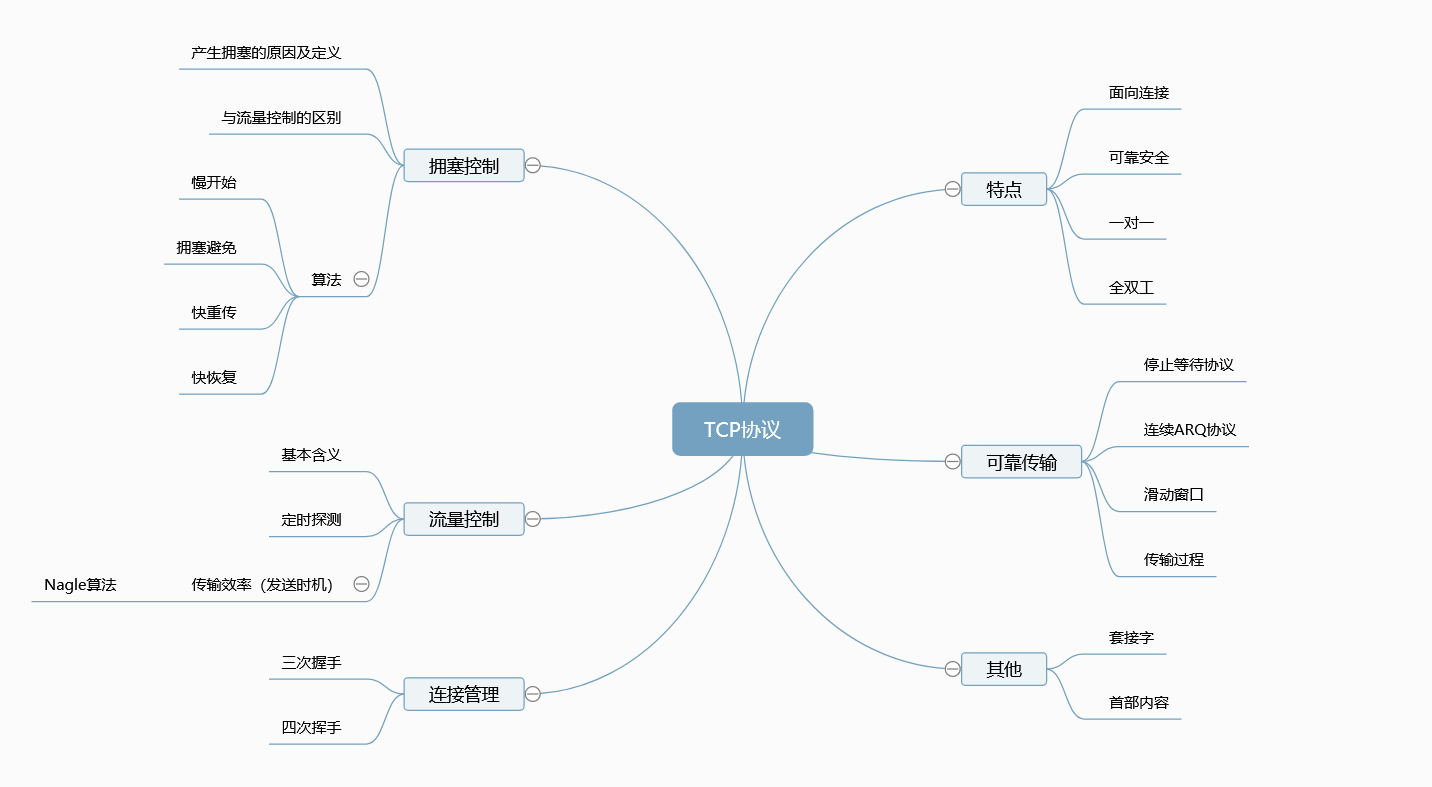 TCP协议
特点
面向连接
可靠安全
一对一
全双工
可靠传输
停止等待协议
连续ARQ协议
滑动窗口
传输过程
其他
套接字
首部内容
拥塞控制
产生拥塞的原因及定义
与流量控制的区别
算法
慢开始
拥塞避免
快重传
快恢复
流量控制
基本含义
定时探测
传输效率（发送时机）
Nagle算法
连接管理
三次握手
四次挥手